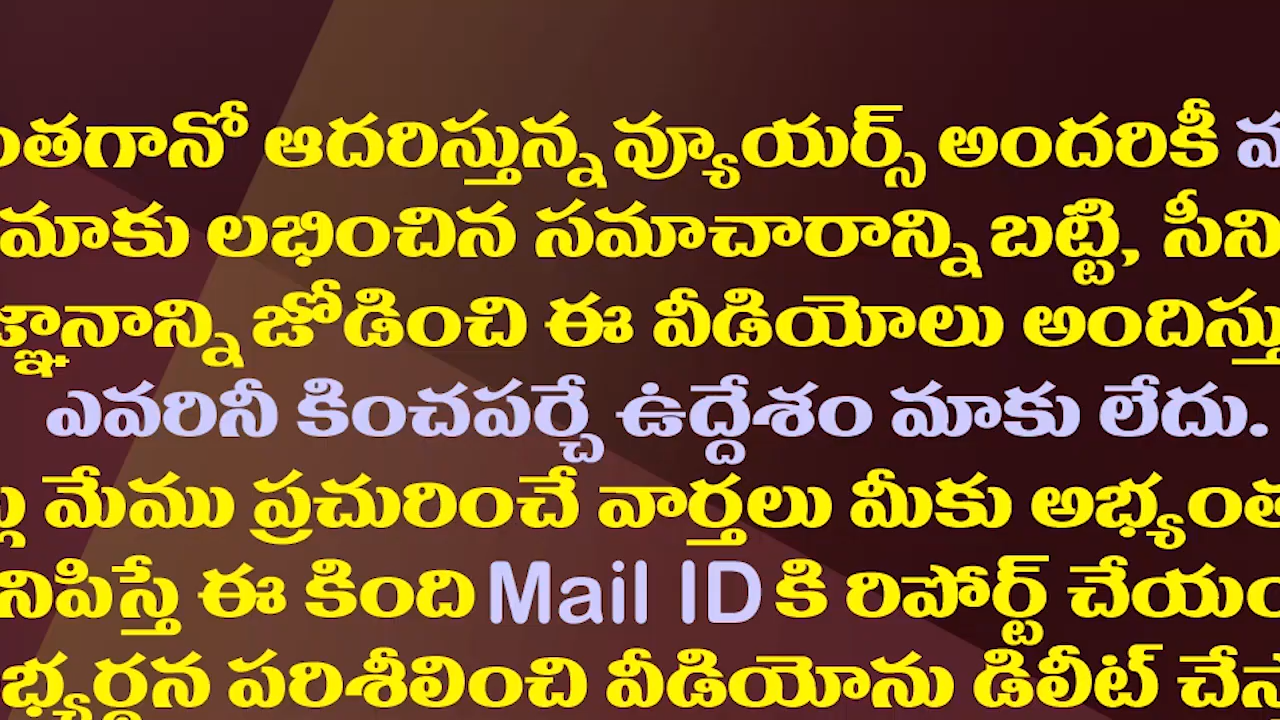 ంతగానో ఆదరిస్తున్న వ్యూయర్స్ అందరికీ
మాకు లభించిన సమాచారాన్ని బట్టి, సీని
జ్ఞానాన్ని జోడించి ఈ వీడియోలు అందిస్తు
ఎవరినీ కించపర్చే ఉద్దేశం మాకు లేదు.
మేము ప్రచురించే వార్తలు మీకు అభ్యంత
నిపిస్తే ఈ కింది Mail ID కి రిపోర్ట్ చేయం
భ్యర్థన పరిశీలించి వీడియోను డిలీట్ చేస